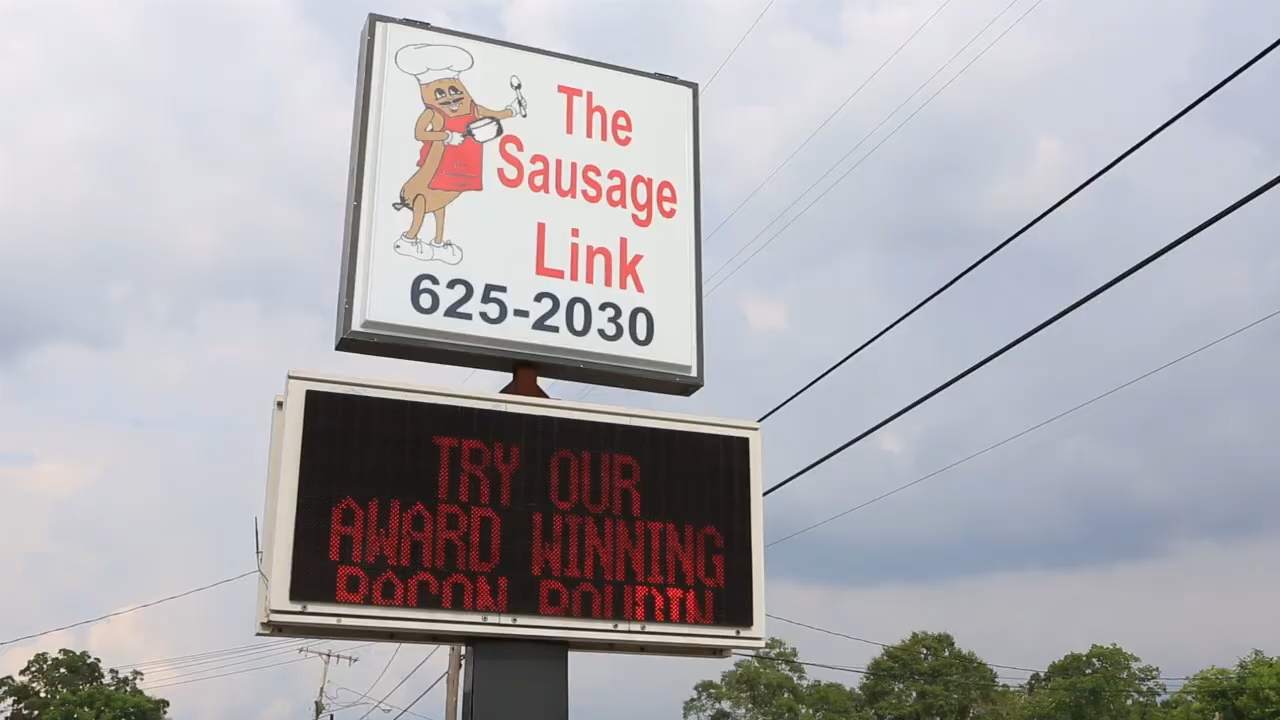 The
Sausage
Link
625-2030
TRY OUR
AWARD WINNING
BACON BOUDIN